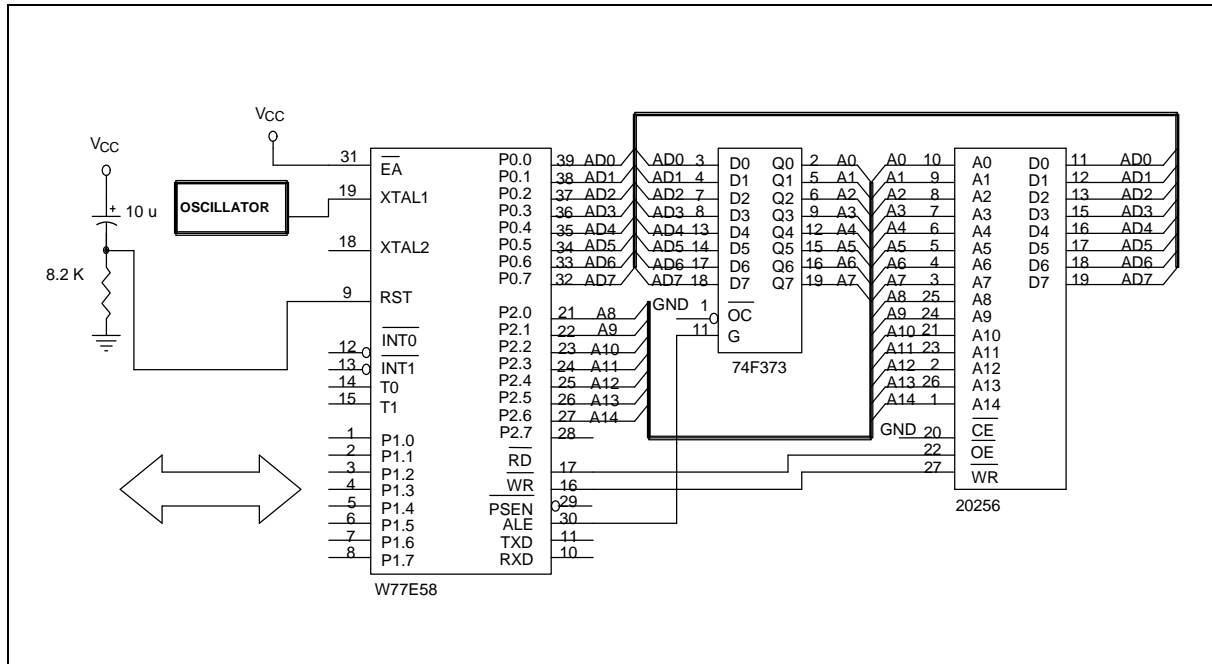 VCC
VCC
+
10 u
8.2 K
OSCILLATOR
31 EA
19 XTAL1
18 XTAL2
9 RST
12 INT0
13 INT1
14 T0
15 T1
1 P1.0
2 P1.1
3 P1.2
4 P1.3
5 P1.4
6 P1.5
7 P1.6
8 P1.7
P0.0 39 AD0
P0.1 38 AD1
P0.2 37 AD2
P0.3 36 AD3
P0.4 35 AD4
P0.5 34 AD5
P0.6 33 AD6
P0.7 32 AD7
P2.0 21 A8
P2.1 22 A9
P2.2 23 A10
P2.3 24 A11
P2.4 25 A12
P2.5 26 A13
P2.6 27 A14
P2.7 28
RD 17
WR 16
PSEN 29
ALE 30
TXD 11
RXD 10
W77E58
AD0 3 D0 Q0 2 A0
AD1 4 D1 Q1 5 A1
AD2 7 D2 Q2 6 A2
AD3 8 D3 Q3 9 A3
AD4 13 D4 Q4 12 A4
AD5 14 D5 Q5 15 A5
AD6 17 D6 Q6 16 A6
AD7 18 D7 Q7 19 A7
GND 1 OC
11 G
74F373
A0 10 A0 D0 11 AD0
A1 9 A1 D1 12 AD1
A2 8 A2 D2 13 AD2
A3 7 A3 D3 15 AD3
A4 6 A4 D4 16 AD4
A5 5 A5 D5 17 AD5
A6 4 A6 D6 18 AD6
A7 3 A7 D7 19 AD7
A8 25 A8
A9 24 A9
A10 21 A10
A11 23 A11
A12 2 A12
A13 26 A13
A14 1 A14
GND 20 CE
22 OE
27 WR
20256